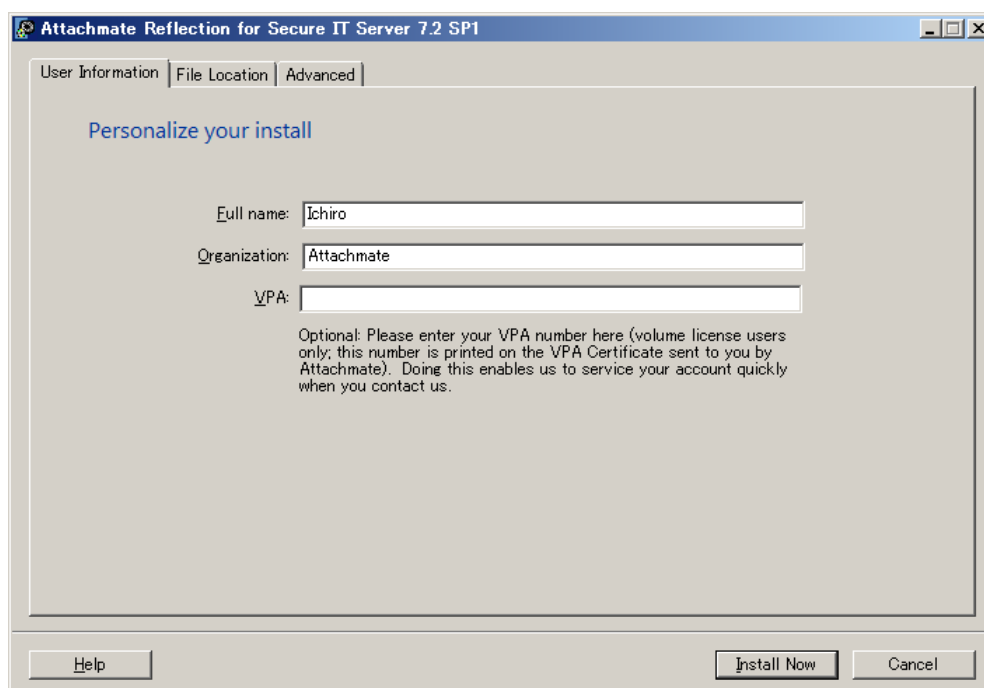 Attachmate Reflection for Secure IT Server 7.2 SP1
User Information File Location Advanced
Personalize your install
Full name: Ichiro
Organization: Attachmate
VPA:
Optional: Please enter your VPA number here (volume license users
only; this number is printed on the VPA Certificate sent to you by
Attachmate). Doing this enables us to service your account quickly
when you contact us.
Help Install Now Cancel